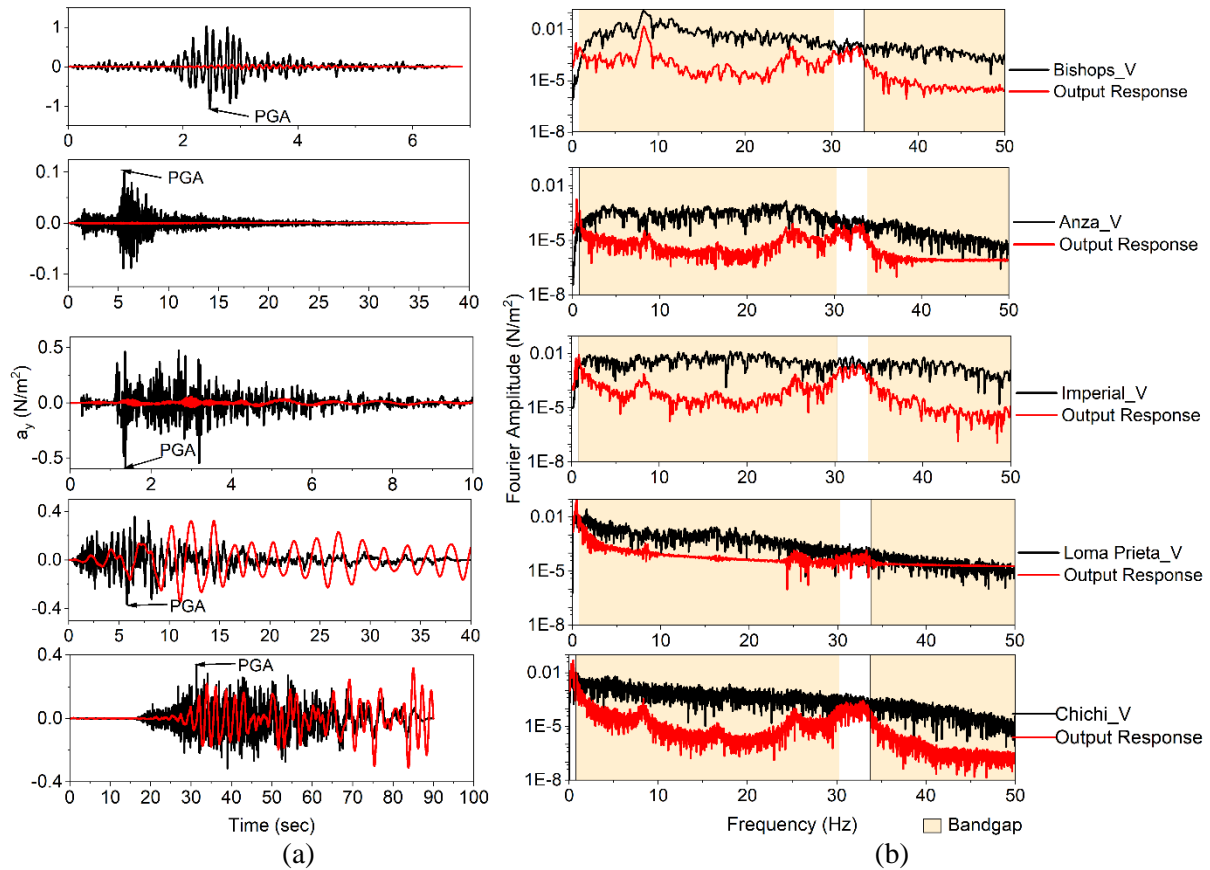 1
0
-1
PGA
0 2 4 6
0.1
0.0
-0.1
PGA
0 5 10 15 20 25 30 35 40
0.5
0.0
-0.5
PGA
0 2 4 6 8 10
0.4
0.0
-0.4
PGA
0 5 10 15 20 25 30 35 40
0.4
0.0
-0.4
PGA
0 10 20 30 40 50 60 70 80 90 100
a_y (N/m²)
Time (sec)
(a)
0.01
1E-5
1E-8
0 10 20 30 40 50
Bishops_V
Output Response
0.01
1E-5
1E-8
0 10 20 30 40 50
Anza_V
Output Response
0.01
1E-5
1E-8
0 10 20 30 40 50
Imperial_V
Output Response
0.01
1E-5
1E-8
0 10 20 30 40 50
Loma Prieta_V
Output Response
0.01
1E-5
1E-8
0 10 20 30 40 50
Chichi_V
Output Response
Fourier Amplitude (N/m²)
Frequency (Hz)
Bandgap
(b)